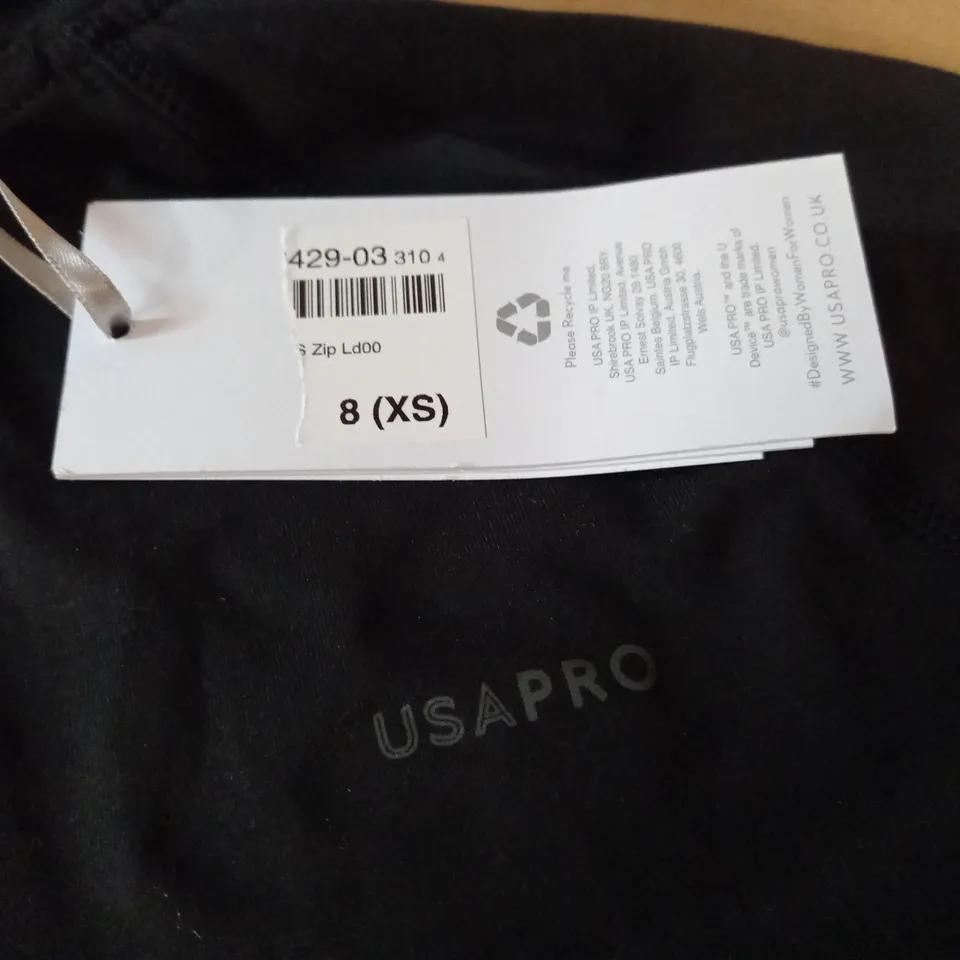 429-03 310 4
Zip Ld00
8 (XS)
Please Recycle me
USA PRO IP Limited,
Shirebrook UK, NG20 8RY
USA PRO IP Limited, Avenue
Ernest Solvay 29 1480
Saintes Belgium. USA PRO
IP Limited, Austria Gmbh
Flugplatzstrasse 30, 4600
Wels Austria.
USA PRO™ and the U
Device™ are trade marks of
USA PRO IP Limited.
@usaprowomen
#DesignedByWomenForWomen
WWW.USAPRO.CO.UK
USAPRO